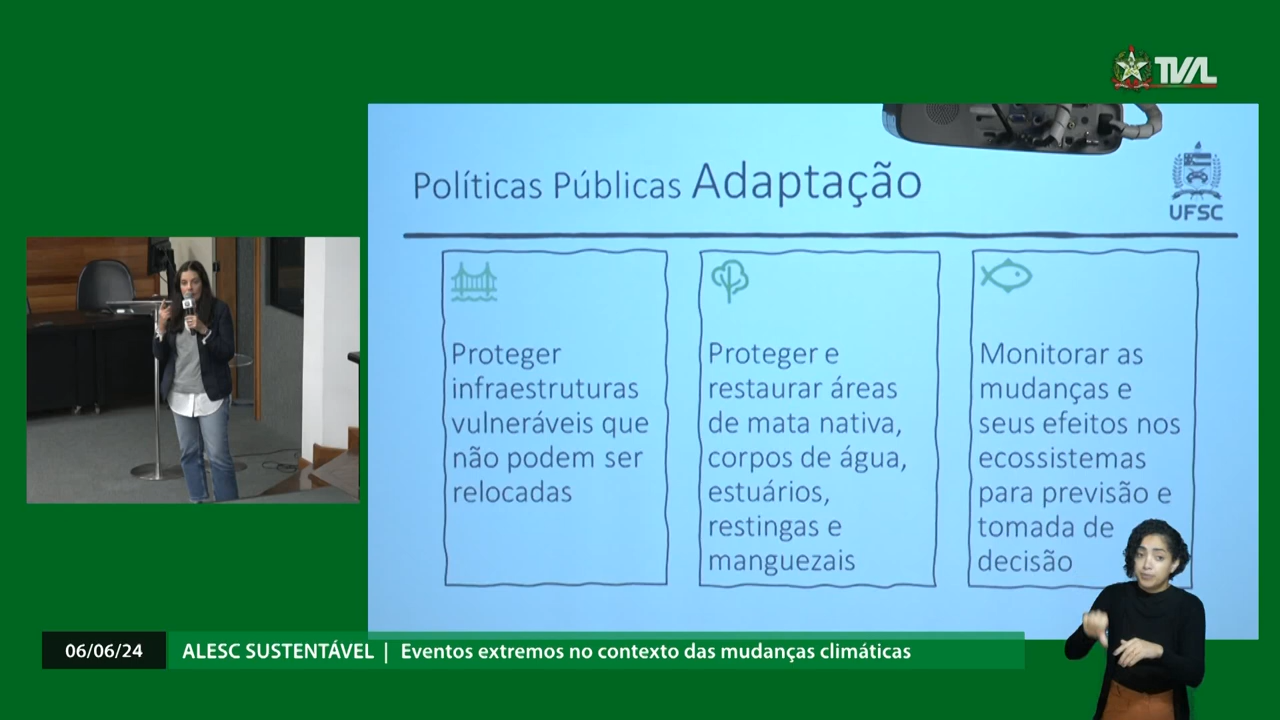 TVAL
Políticas Públicas Adaptação
UFSC
Proteger
infraestruturas
vulneráveis que
não podem ser
relocadas
Proteger e
restaurar áreas
de mata nativa,
corpos de água,
estuários,
restingas e
manguezais
Monitorar as
mudanças e
seus efeitos nos
ecossistemas
para previsão e
tomada de
decisão
06/06/24
ALESC SUSTENTÁVEL | Eventos extremos no contexto das mudanças climáticas